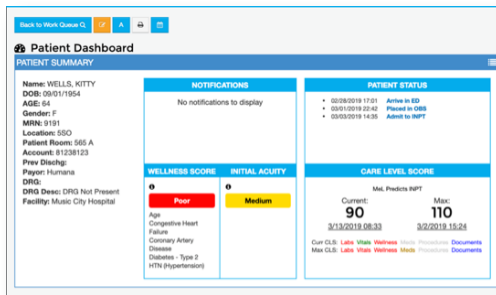 Back to Work Queue
A
Patient Dashboard
PATIENT SUMMARY
Name: WELLS, KITTY
DOB: 09/01/1954
AGE: 64
Gender: F
MRN: 9191
Location: 5SO
Patient Room: 565 A
Account: 81238123
Prev Dischg:
Payor: Humana
DRG:
DRG Desc: DRG Not Present
Facility: Music City Hospital
NOTIFICATIONS
No notifications to display
WELLNESS SCORE
Poor
Age
Congestive Heart
Failure
Coronary Artery
Disease
Diabetes - Type 2
HTN (Hypertension)
INITIAL ACUITY
Medium
PATIENT STATUS
• 02/28/2019 17:01 Arrive in ED
• 03/01/2019 22:42 Placed in OBS
• 03/03/2019 14:35 Admit to INPT
CARE LEVEL SCORE
MeL Predicts INPT
Current: Max:
90 110
3/13/2019 08:33 3/2/2019 15:24
Curr CLS: Labs Vitals Wellness Meds Procedures Documents
Max CLS: Labs Vitals Wellness Meds Procedures Documents